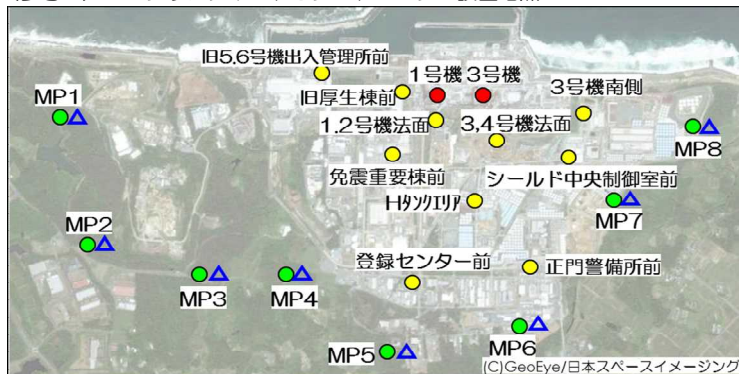 旧5,6号機出入管理所前
1号機
3号機
MP1
旧厚生棟前
3号機南側
1.2号機法面
3,4号機法面
MP8
免震重要棟前
シールド中央制御室前
Hタンクエリア
MP7
MP2
登録センター前
正門警備所前
MP3
MP4
MP5
MP6
(C)GeoEye/日本スペースイメージング